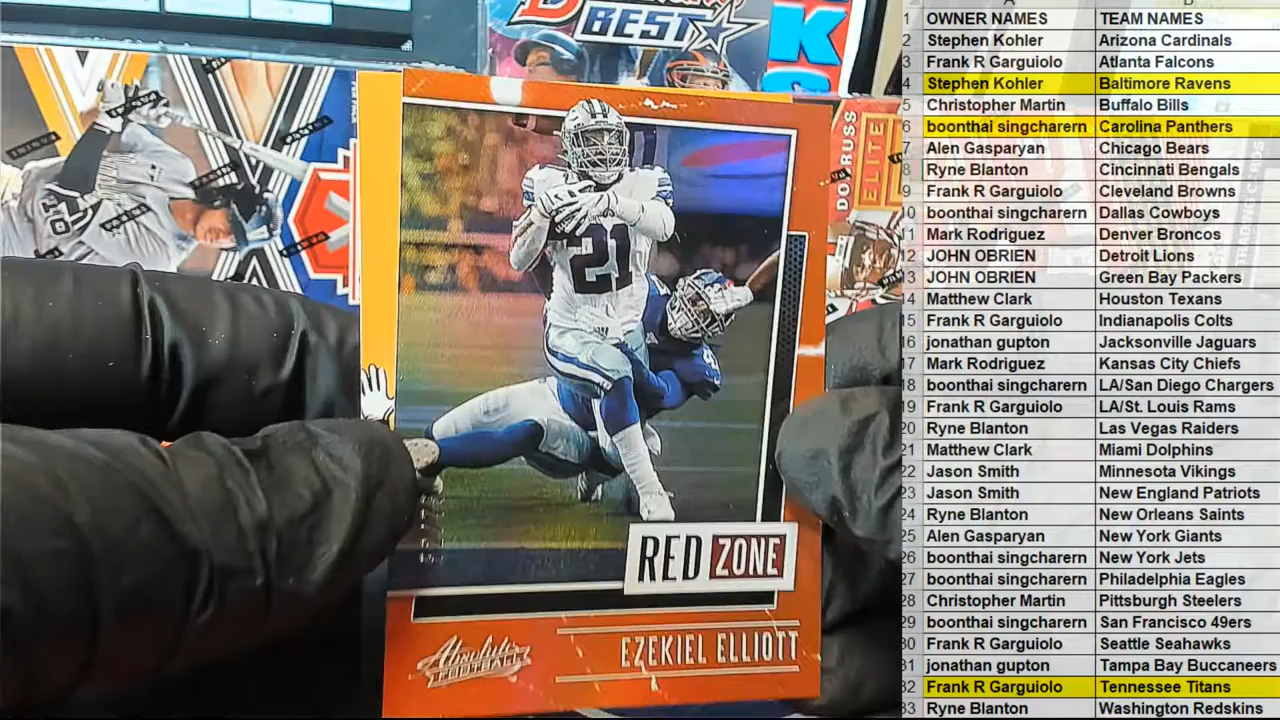 BEST
K
DONRUSS
ELITE
21
RED ZONE
Absolute
FOOTBALL
EZEKIEL ELLIOTT
A
1 OWNER NAMES TEAM NAMES
2 Stephen Kohler Arizona Cardinals
3 Frank R Garguiolo Atlanta Falcons
4 Stephen Kohler Baltimore Ravens
5 Christopher Martin Buffalo Bills
6 boonthai singcharern Carolina Panthers
7 Alen Gasparyan Chicago Bears
8 Ryne Blanton Cincinnati Bengals
9 Frank R Garguiolo Cleveland Browns
10 boonthai singcharern Dallas Cowboys
11 Mark Rodriguez Denver Broncos
12 JOHN OBRIEN Detroit Lions
13 JOHN OBRIEN Green Bay Packers
14 Matthew Clark Houston Texans
15 Frank R Garguiolo Indianapolis Colts
16 jonathan gupton Jacksonville Jaguars
17 Mark Rodriguez Kansas City Chiefs
18 boonthai singcharern LA/San Diego Chargers
19 Frank R Garguiolo LA/St. Louis Rams
20 Ryne Blanton Las Vegas Raiders
21 Matthew Clark Miami Dolphins
22 Jason Smith Minnesota Vikings
23 Jason Smith New England Patriots
24 Ryne Blanton New Orleans Saints
25 Alen Gasparyan New York Giants
26 boonthai singcharern New York Jets
27 boonthai singcharern Philadelphia Eagles
28 Christopher Martin Pittsburgh Steelers
29 boonthai singcharern San Francisco 49ers
30 Frank R Garguiolo Seattle Seahawks
31 jonathan gupton Tampa Bay Buccaneers
32 Frank R Garguiolo Tennessee Titans
33 Ryne Blanton Washington Redskins